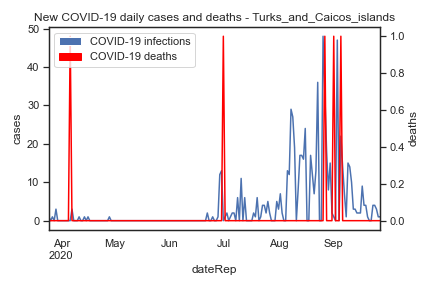 New COVID-19 daily cases and deaths - Turks_and_Caicos_islands
COVID-19 infections
COVID-19 deaths
50
40
30
20
10
0
cases
1.0
0.8
0.6
0.4
0.2
0.0
deaths
Apr May Jun Jul Aug Sep
2020
dateRep